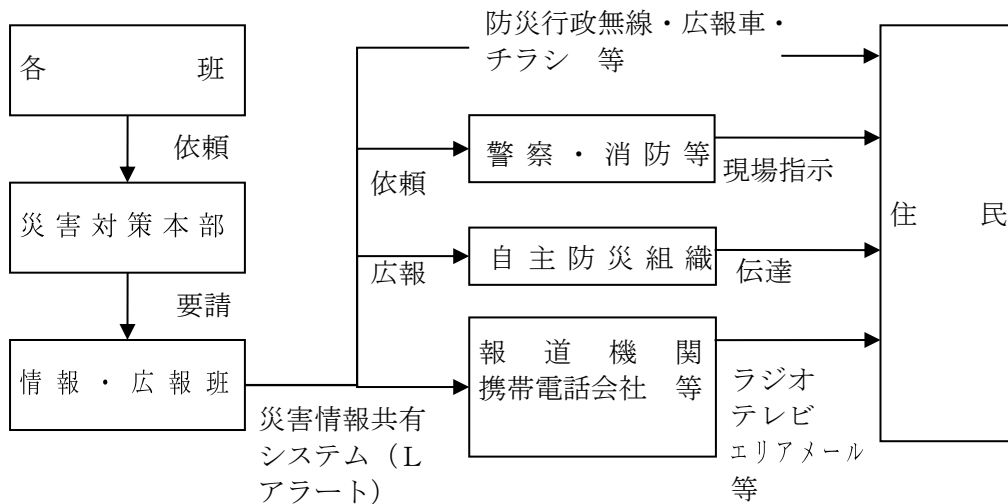 防災行政無線・広報車・
チラシ 等
各 班
依頼
警察・消防等
依頼
現場指示
災害対策本部
住 民
自主防災組織
広報
伝達
要請
報道機関
携帯電話会社 等
情報・広報班
災害情報共有
システム（L
アラート）
ラジオ
テレビ
エリアメール
等